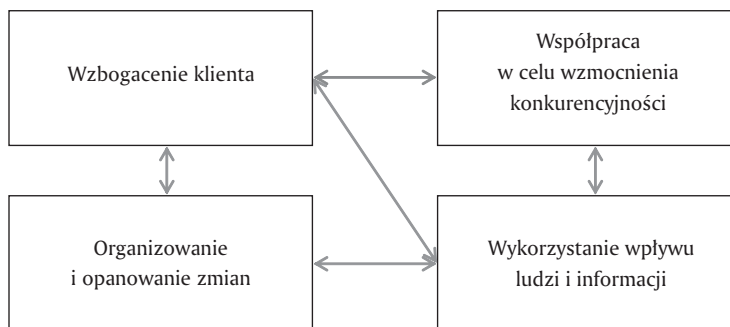 Wzbogacenie klienta
Współpraca
w celu wzmocnienia
konkurencyjności
Organizowanie
i opanowanie zmian
Wykorzystanie wpływu
ludzi i informacji